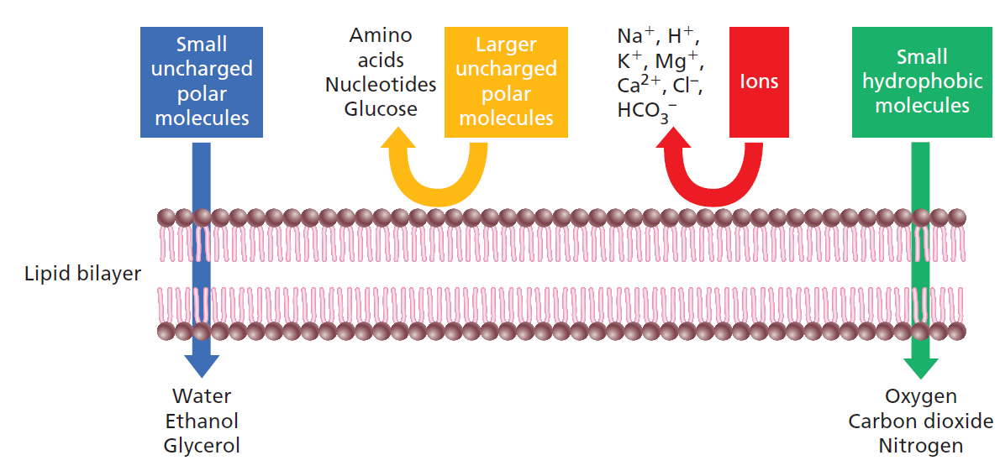 Small
uncharged
polar
molecules
Amino
acids
Nucleotides
Glucose
Larger
uncharged
polar
molecules
Na⁺, H⁺,
K⁺, Mg⁺,
Ca²⁺, Cl⁻,
HCO₃⁻
Ions
Small
hydrophobic
molecules
Lipid bilayer
Water
Ethanol
Glycerol
Oxygen
Carbon dioxide
Nitrogen